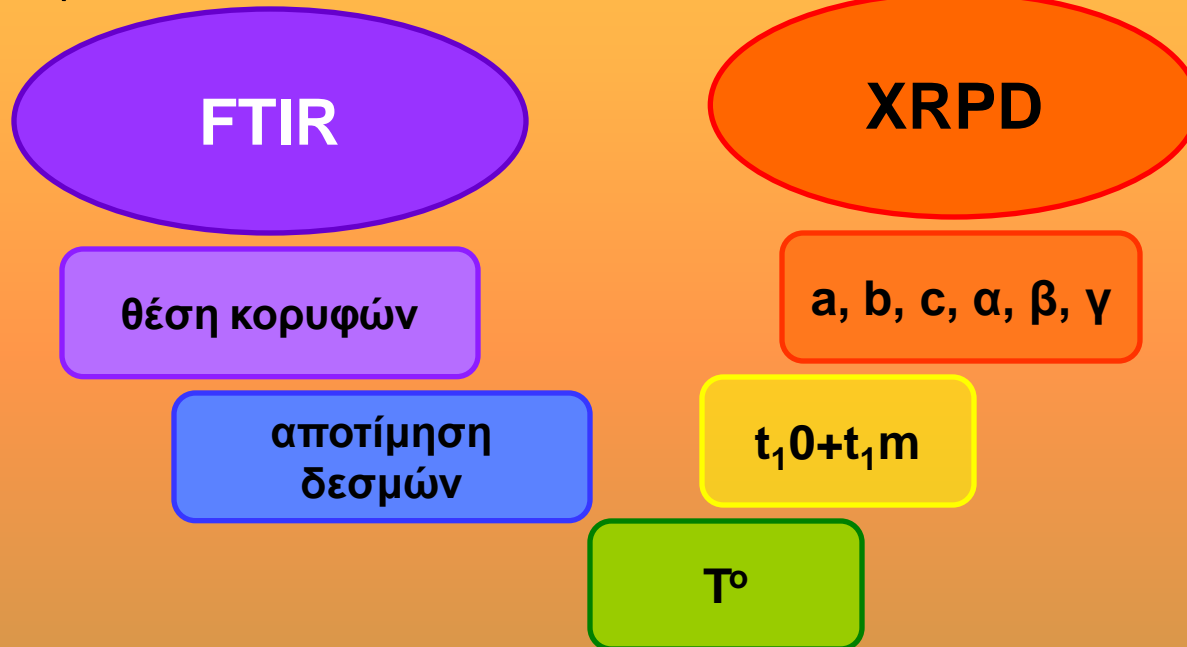 FTIR
XRPD
θέση κορυφών
a, b, c, α, β, γ
αποτίμηση
δεσμών
t₁0+t₁m
Tº